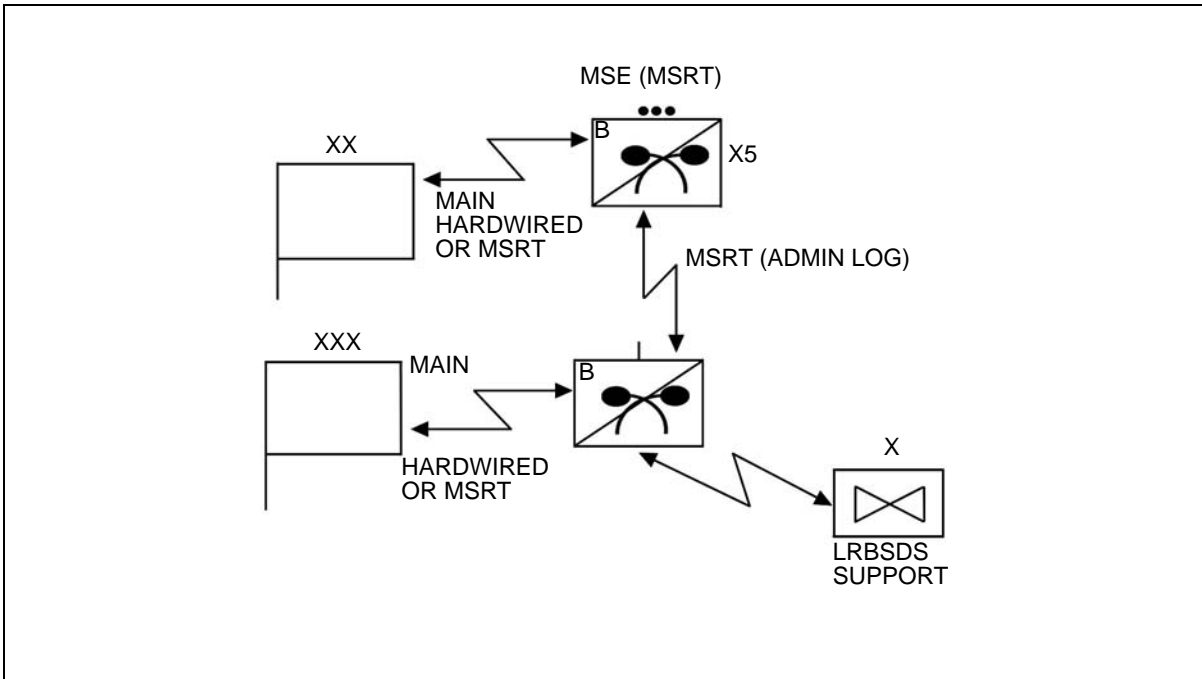 MSE (MSRT)
XX
B
X5
MAIN
HARDWIRED
OR MSRT
MSRT (ADMIN LOG)
XXX
MAIN
B
HARDWIRED
OR MSRT
X
LRBSDS
SUPPORT